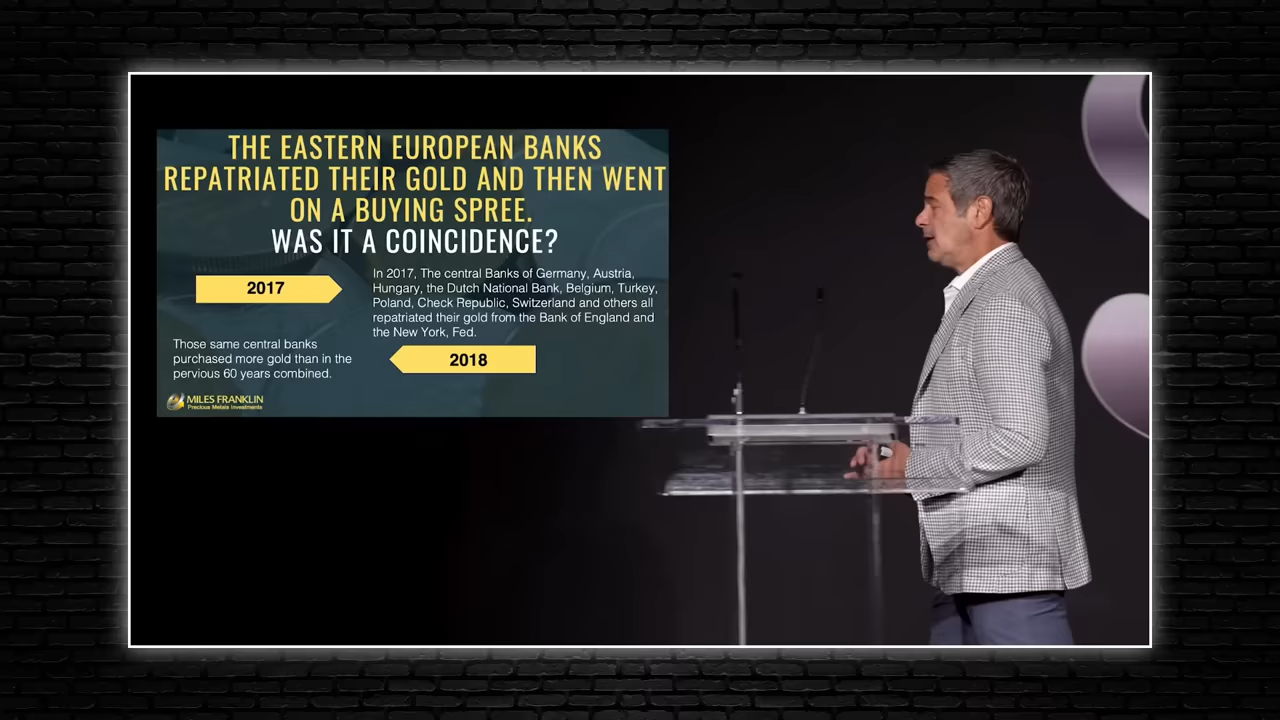 THE EASTERN EUROPEAN BANKS
REPATRIATED THEIR GOLD AND THEN WENT
ON A BUYING SPREE.
WAS IT A COINCIDENCE?
2017
In 2017, The central Banks of Germany, Austria,
Hungary, the Dutch National Bank, Belgium, Turkey,
Poland, Check Republic, Switzerland and others all
repatriated their gold from the Bank of England and
the New York, Fed.
2018
Those same central banks
purchased more gold than in the
pervious 60 years combined.
MILES FRANKLIN
Precious Metals Investments